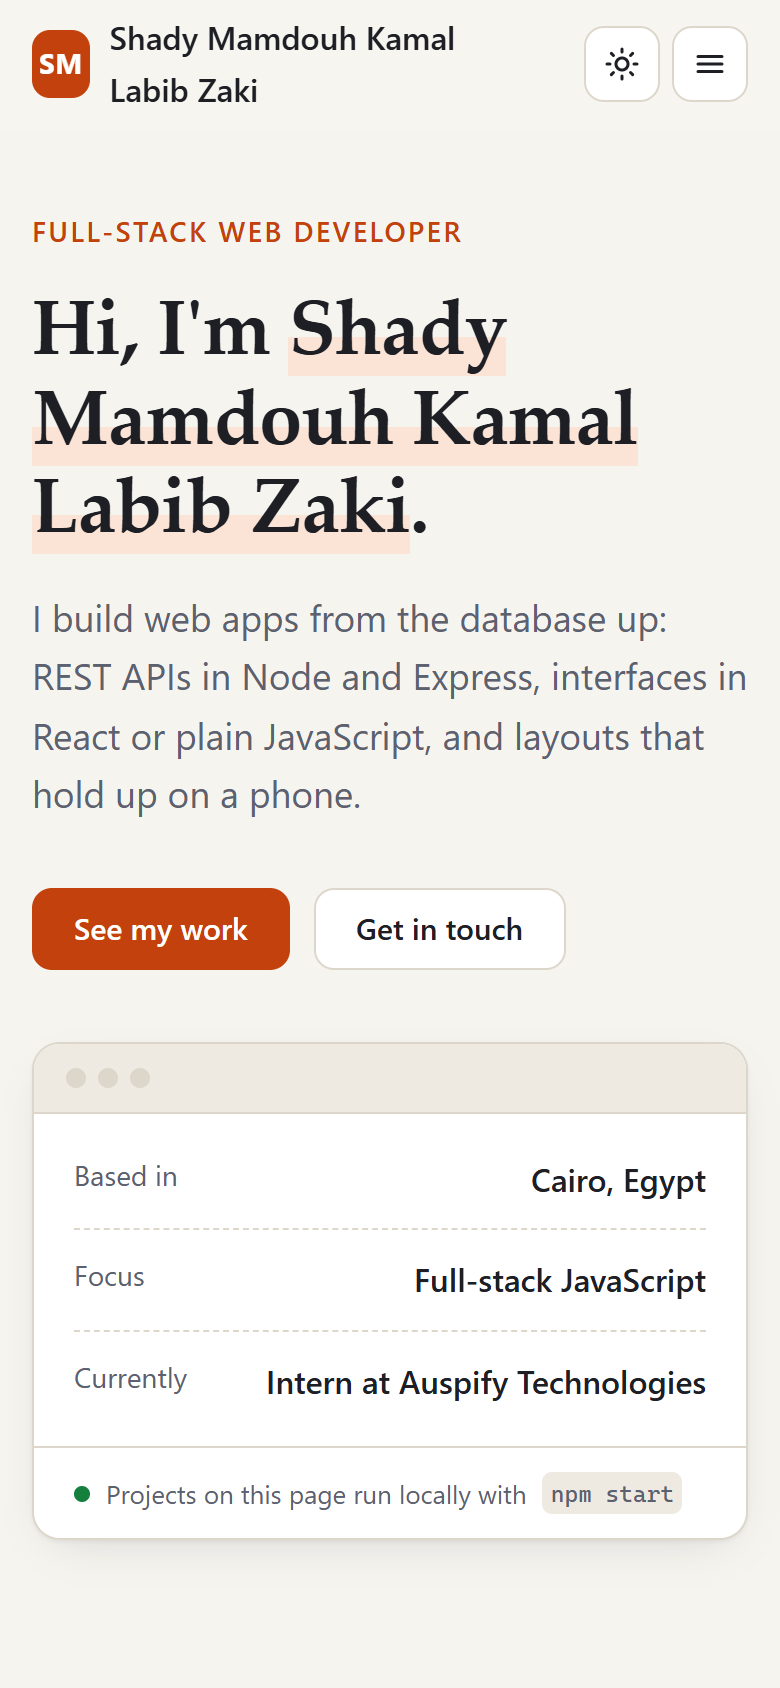 SM
Shady Mamdouh Kamal
Labib Zaki
FULL-STACK WEB DEVELOPER
Hi, I'm Shady
Mamdouh Kamal
Labib Zaki.
I build web apps from the database up:
REST APIs in Node and Express, interfaces in
React or plain JavaScript, and layouts that
hold up on a phone.
See my work
Get in touch
Based in
Cairo, Egypt
Focus
Full-stack JavaScript
Currently
Intern at Auspify Technologies
Projects on this page run locally with npm start